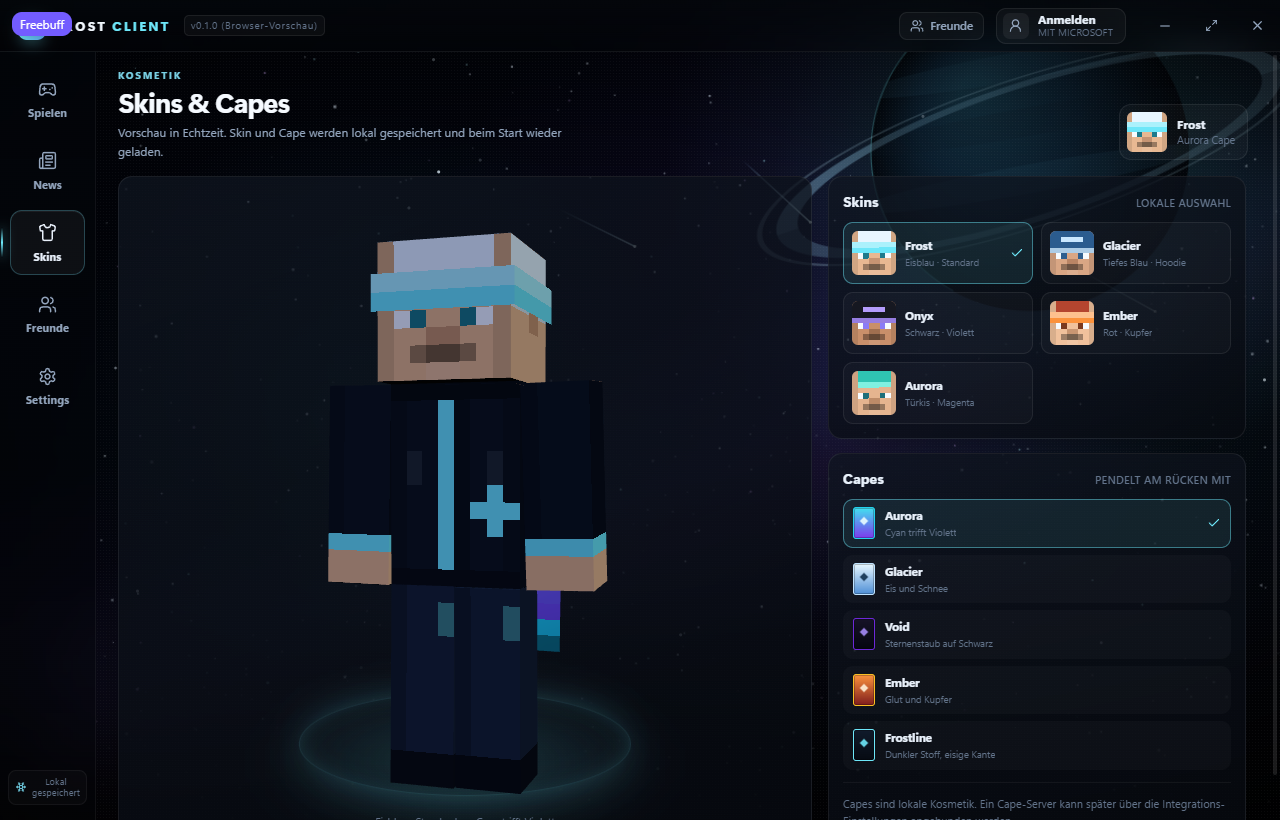 Freebuff
OST CLIENT
v0.1.0 (Browser-Vorschau)
Freunde
Anmelden
MIT MICROSOFT
Spielen
News
Skins
Freunde
Settings
Lokal
gespeichert
KOSMETIK
Skins & Capes
Vorschau in Echtzeit. Skin und Cape werden lokal gespeichert und beim Start wieder
geladen.
Frost
Aurora Cape
Skins
LOKALE AUSWAHL
Frost
Eisblau · Standard
Glacier
Tiefes Blau · Hoodie
Onyx
Schwarz · Violett
Ember
Rot · Kupfer
Aurora
Türkis · Magenta
Capes
PENDELT AM RÜCKEN MIT
Aurora
Cyan trifft Violett
Glacier
Eis und Schnee
Void
Sternenstaub auf Schwarz
Ember
Glut und Kupfer
Frostline
Dunkler Stoff, eisige Kante
Capes sind lokale Kosmetik. Ein Cape-Server kann später über die Integrations-